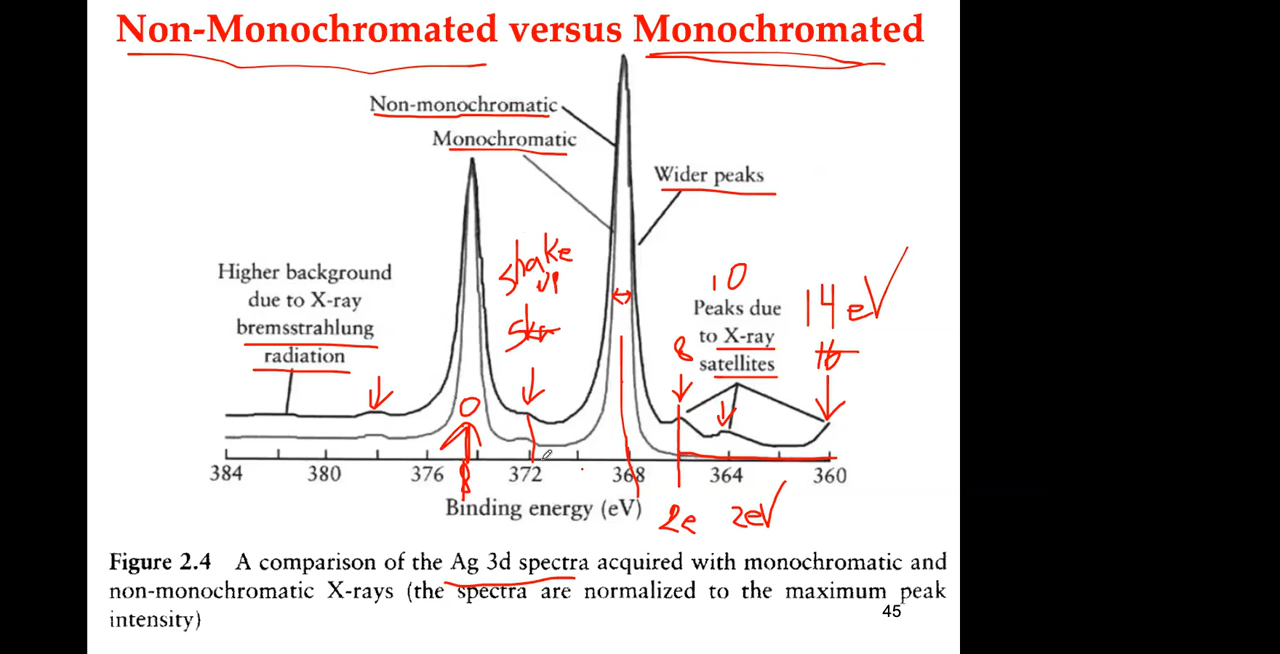 Non-Monochromated versus Monochromated
Non-monochromatic
Monochromatic
Wider peaks
shake
up
Higher background
due to X-ray
bremsstrahlung
radiation
10
Peaks due
to X-ray
satellites
14 eV
8
0
384 380 376 372 368 364 360
8
Binding energy (eV)
2e 2eV
Figure 2.4 A comparison of the Ag 3d spectra acquired with monochromatic and
non-monochromatic X-rays (the spectra are normalized to the maximum peak
intensity)
45